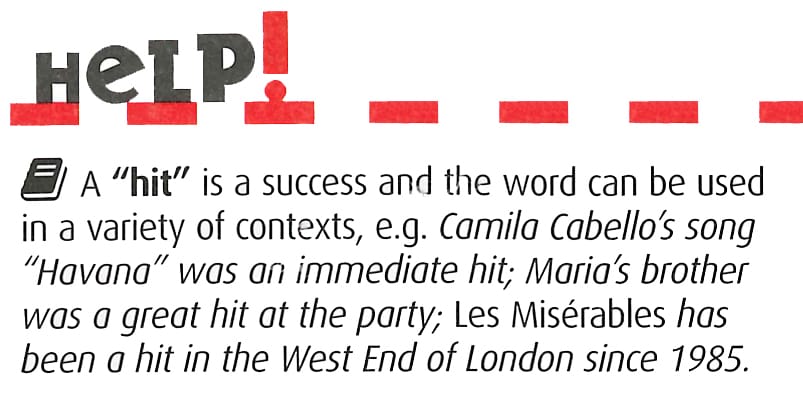 HeLP!
A “hit” is a success and the word can be used
in a variety of contexts, e.g. Camila Cabello’s song
“Havana” was an immediate hit; Maria’s brother
was a great hit at the party; Les Misérables has
been a hit in the West End of London since 1985.